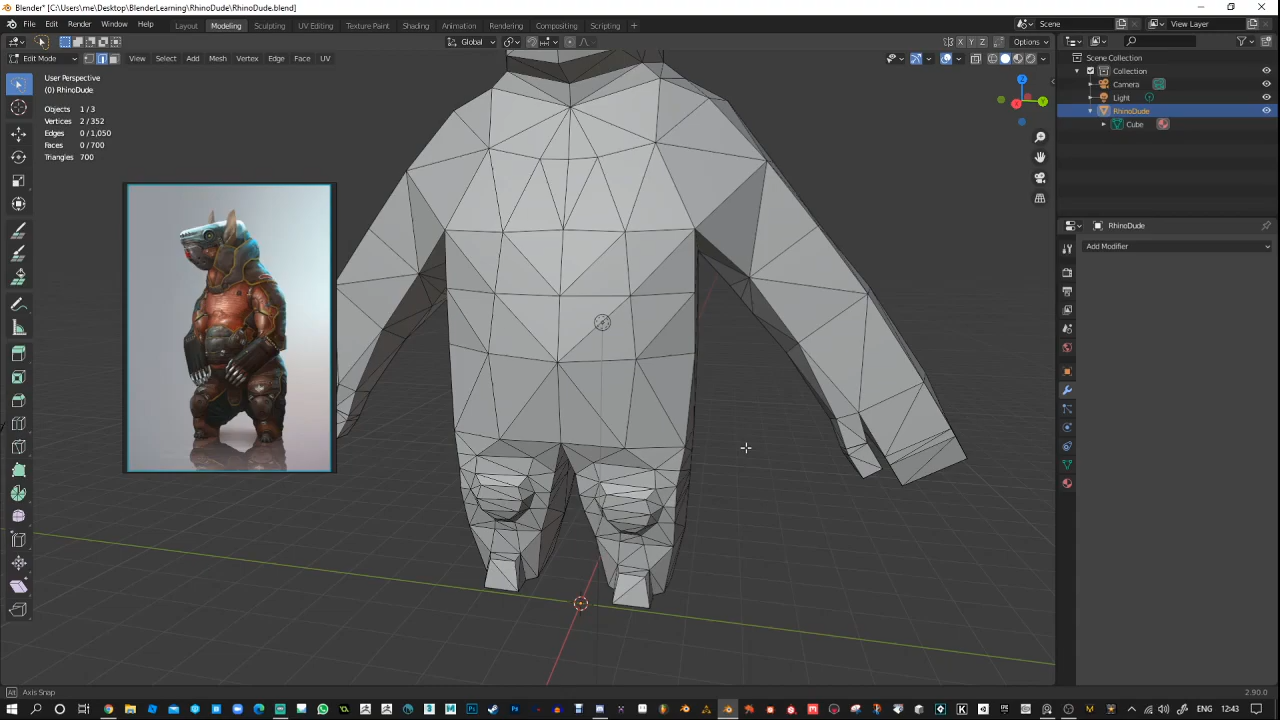 Blender* [C:\Users\me\Desktop\BlenderLearning\RhinoDude\RhinoDude.blend]
File Edit Render Window Help Layout Modeling Sculpting UV Editing Texture Paint Shading Animation Rendering Compositing Scripting + Scene View Layer
Global Options
Edit Mode View Select Add Mesh Vertex Edge Face UV
X Y Z
User Perspective
(0) RhinoDude
Objects 1/3
Vertices 2/352
Edges 0/1,050
Faces 0/700
Triangles 700
Z
Y
X
Scene Collection
Collection
Camera
Light
RhinoDude
Cube
RhinoDude
Add Modifier
Alt Axis Snap
2.90.0
12:43